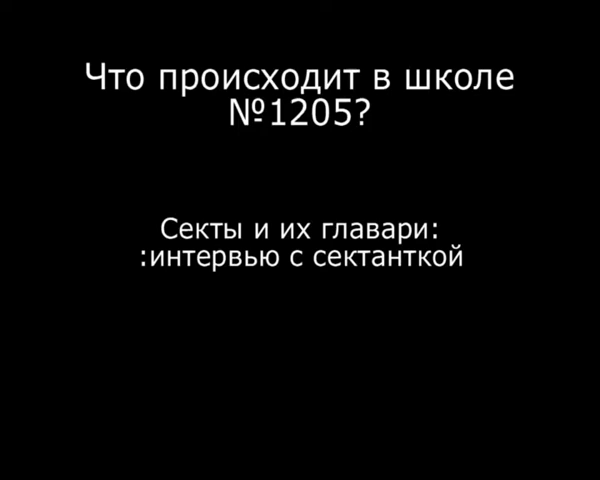 Что происходит в школе
№1205?
Секты и их главари:
:интервью с сектанткой